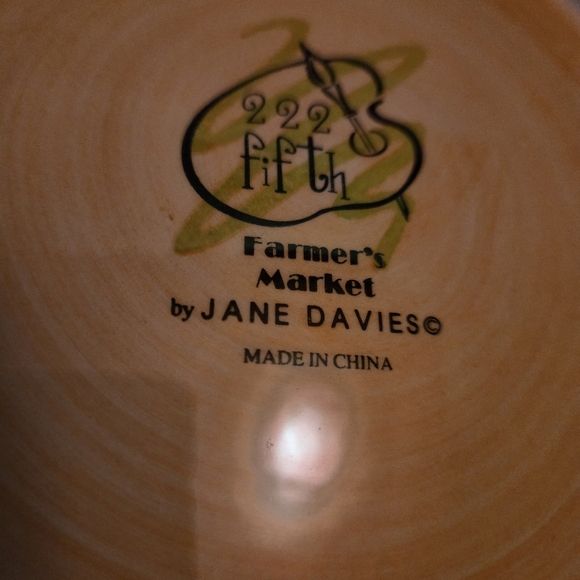 222
fifth
Farmer's
Market
by JANE DAVIES©
MADE IN CHINA